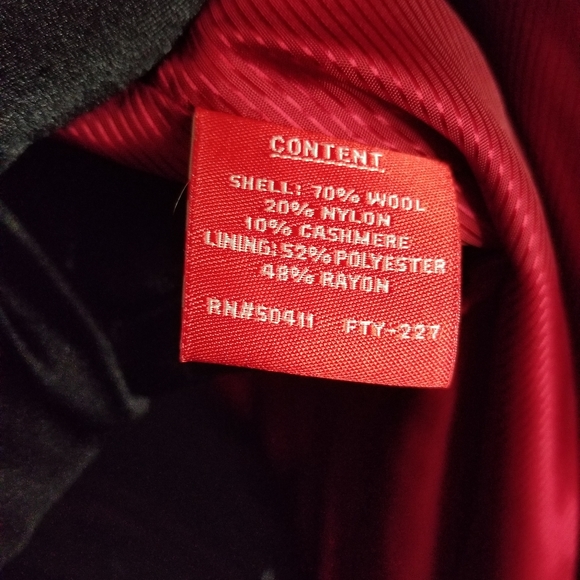 CONTENT
SHELL: 70% WOOL
20% NYLON
10% CASHMERE
LINING: 52% POLYESTER
48% RAYON
RN#50411 FTY-227